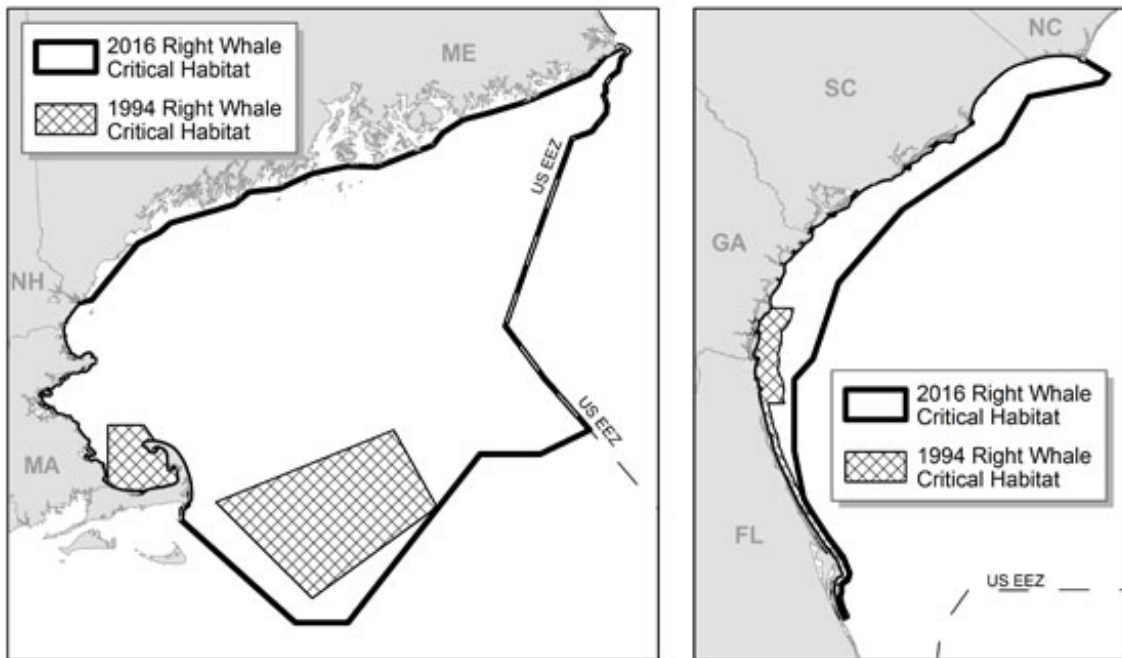 2016 Right Whale
Critical Habitat
1994 Right Whale
Critical Habitat
ME
US EEZ
NH
US EEZ
MA
NC
SC
GA
2016 Right Whale
Critical Habitat
1994 Right Whale
Critical Habitat
FL
US EEZ